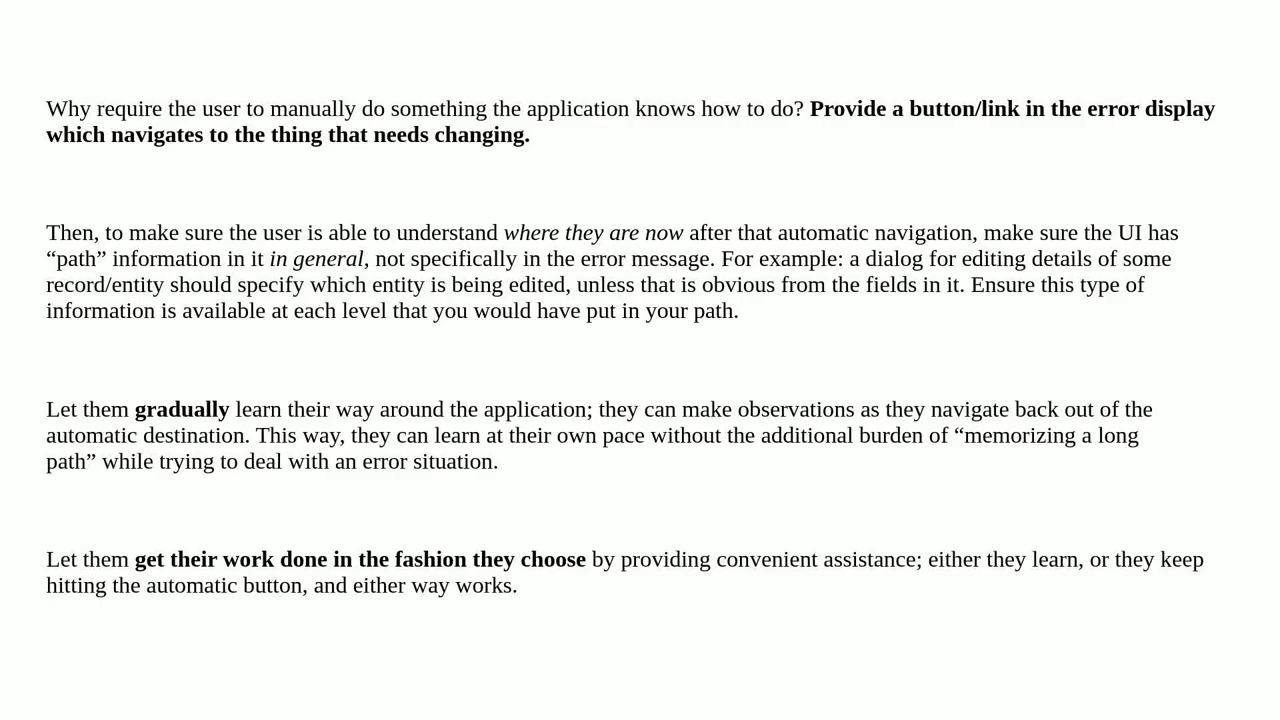 Why require the user to manually do something the application knows how to do? Provide a button/link in the error display
which navigates to the thing that needs changing.
Then, to make sure the user is able to understand where they are now after that automatic navigation, make sure the UI has
“path” information in it in general, not specifically in the error message. For example: a dialog for editing details of some
record/entity should specify which entity is being edited, unless that is obvious from the fields in it. Ensure this type of
information is available at each level that you would have put in your path.
Let them gradually learn their way around the application; they can make observations as they navigate back out of the
automatic destination. This way, they can learn at their own pace without the additional burden of “memorizing a long
path” while trying to deal with an error situation.
Let them get their work done in the fashion they choose by providing convenient assistance; either they learn, or they keep
hitting the automatic button, and either way works.